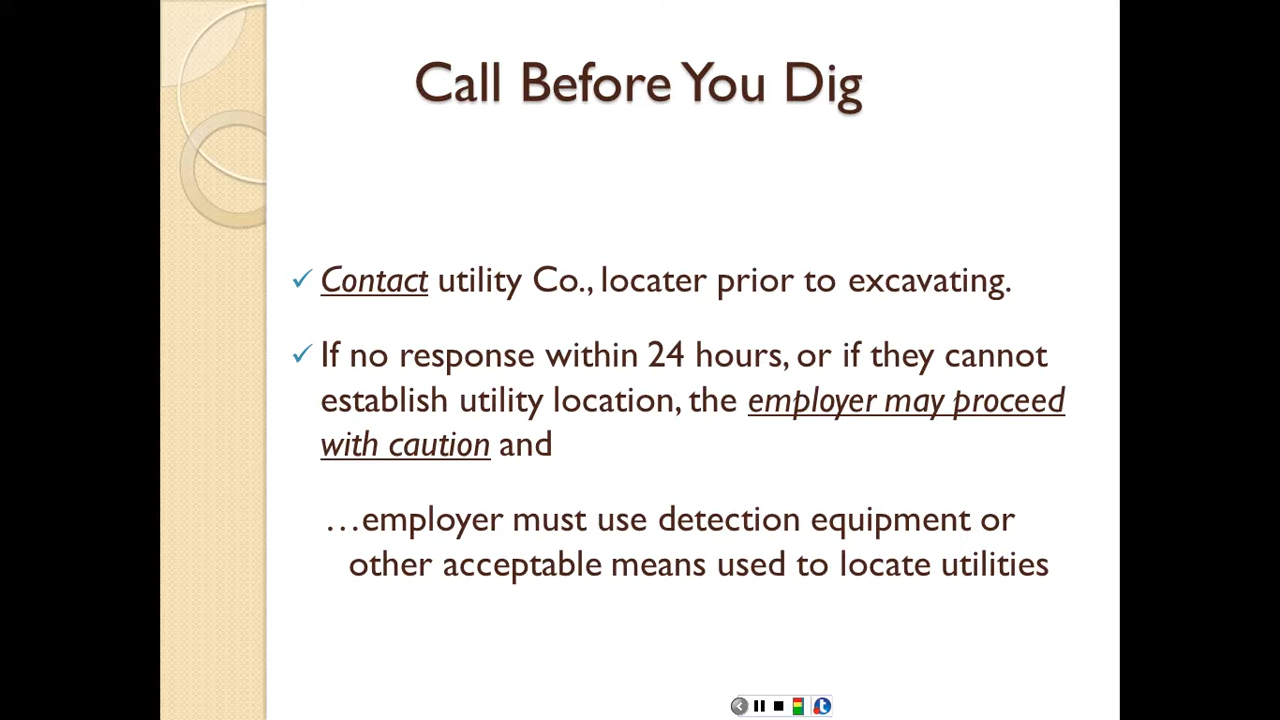 Call Before You Dig
✓ Contact utility Co., locater prior to excavating.
✓ If no response within 24 hours, or if they cannot
establish utility location, the employer may proceed
with caution and
…employer must use detection equipment or
other acceptable means used to locate utilities